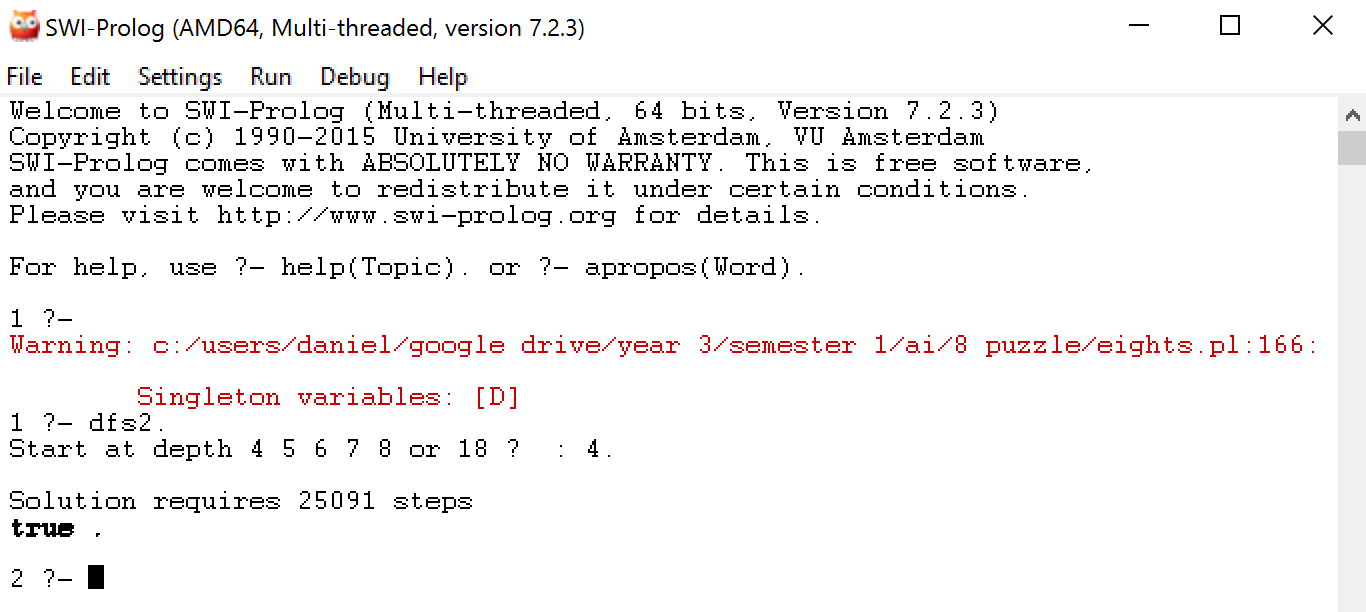 SWI-Prolog (AMD64, Multi-threaded, version 7.2.3)
File Edit Settings Run Debug Help
Welcome to SWI-Prolog (Multi-threaded, 64 bits, Version 7.2.3)
Copyright (c) 1990-2015 University of Amsterdam, VU Amsterdam
SWI-Prolog comes with ABSOLUTELY NO WARRANTY. This is free software,
and you are welcome to redistribute it under certain conditions.
Please visit http://www.swi-prolog.org for details.
For help, use ?- help(Topic). or ?- apropos(Word).
1 ?-
Warning: c:/users/daniel/google drive/year 3/semester 1/ai/8 puzzle/eights.pl:166:
Singleton variables: [D]
1 ?- dfs2.
Start at depth 4 5 6 7 8 or 18 ?  : 4.
Solution requires 25091 steps
true .
2 ?-